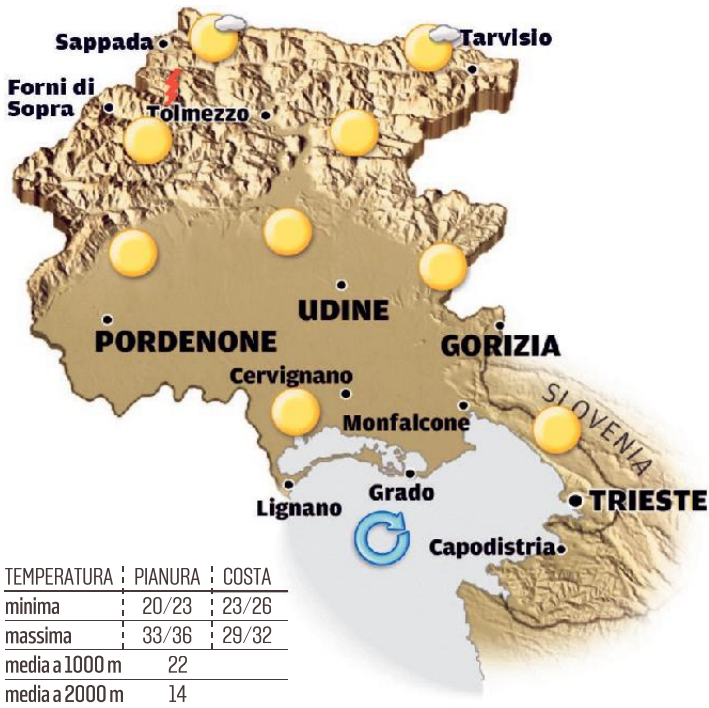 Sappada
Tarvisio
Forni di
Sopra
Tolmezzo
UDINE
PORDENONE
GORIZIA
Cervignano
SLOVENIA
Monfalcone
Grado
Lignano
TRIESTE
Capodistria
TEMPERATURA PIANURA COSTA
minima 20/23 23/26
massima 33/36 29/32
media a 1000 m 22
media a 2000 m 14